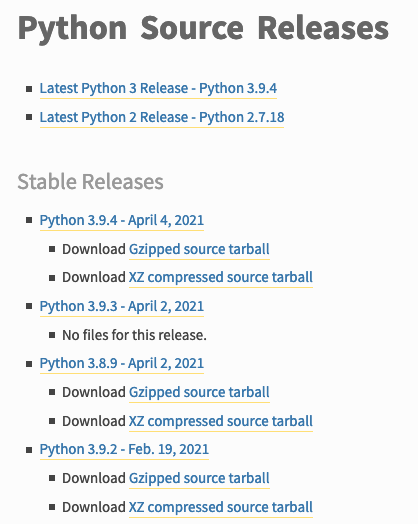 Python Source Releases
Latest Python 3 Release - Python 3.9.4
Latest Python 2 Release - Python 2.7.18
Stable Releases
Python 3.9.4 - April 4, 2021
Download Gzipped source tarball
Download XZ compressed source tarball
Python 3.9.3 - April 2, 2021
No files for this release.
Python 3.8.9 - April 2, 2021
Download Gzipped source tarball
Download XZ compressed source tarball
Python 3.9.2 - Feb. 19, 2021
Download Gzipped source tarball
Download XZ compressed source tarball